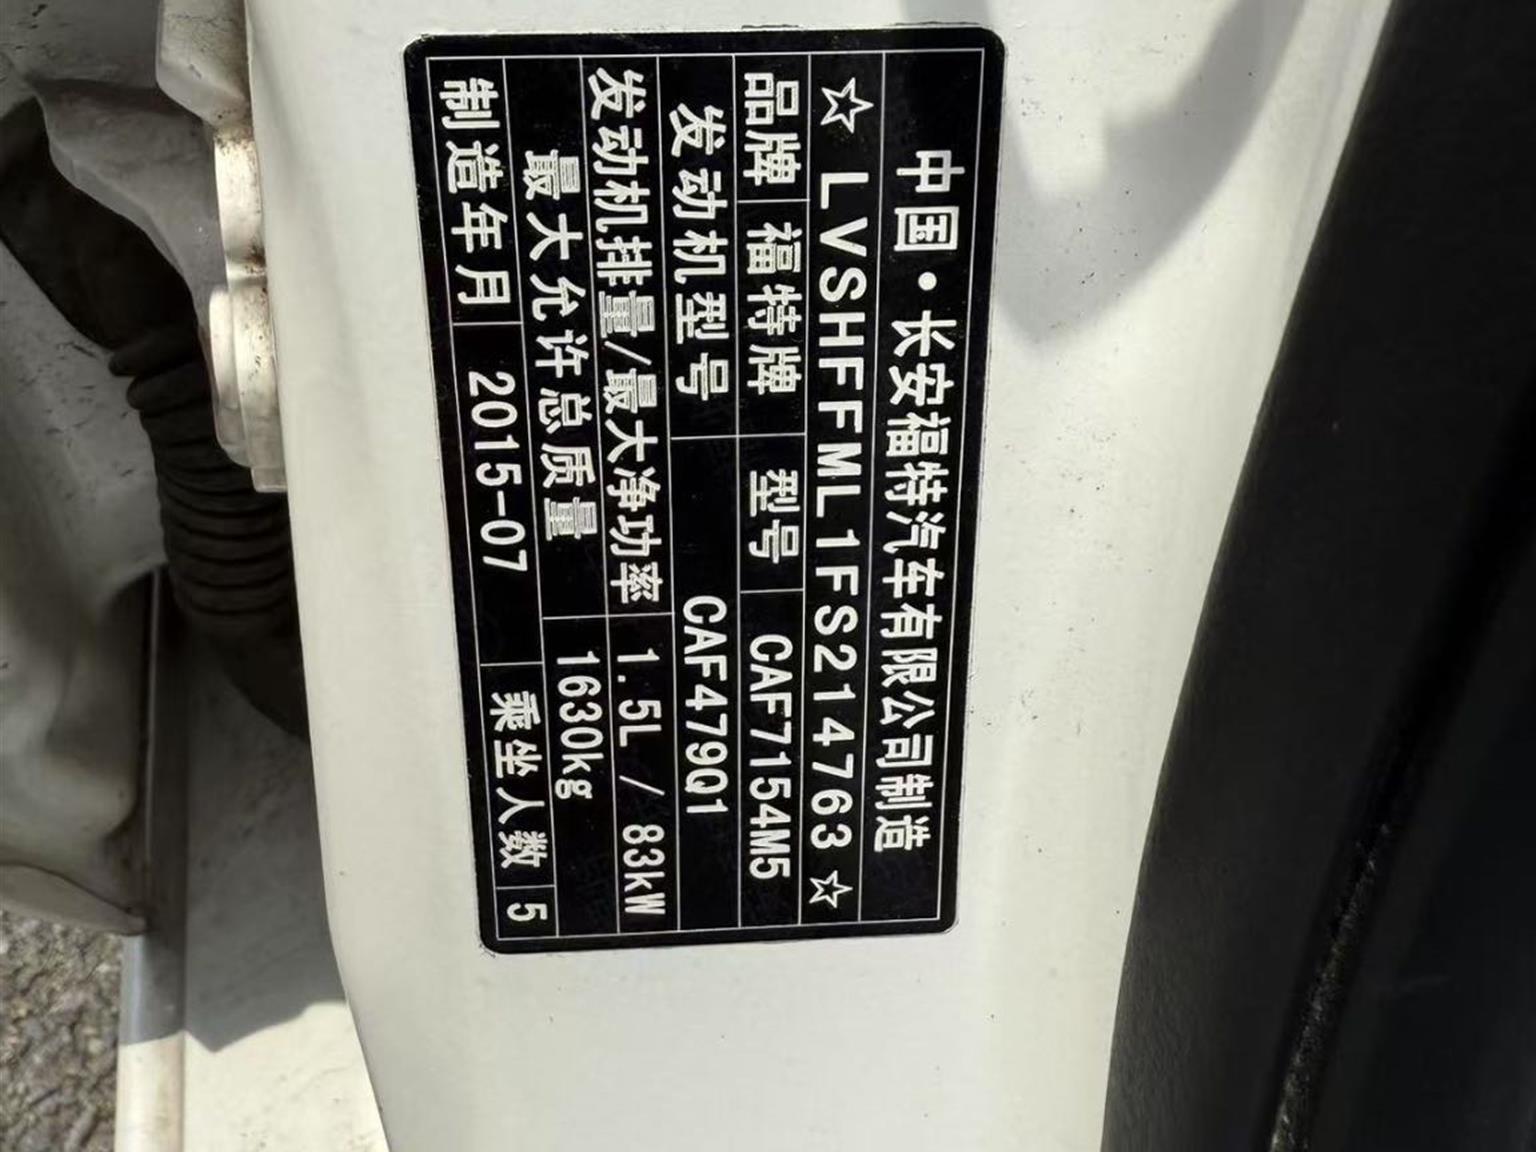 中国·长安福特汽车有限公司制造
☆ LVSHFFML1FS214763 ☆
品牌 福特牌 型号 CAF7154M5
发动机型号 CAF479Q1
发动机排量/最大净功率 1.5L / 83kW
最大允许总质量 1630kg
制造年月 2015-07 乘坐人数 5